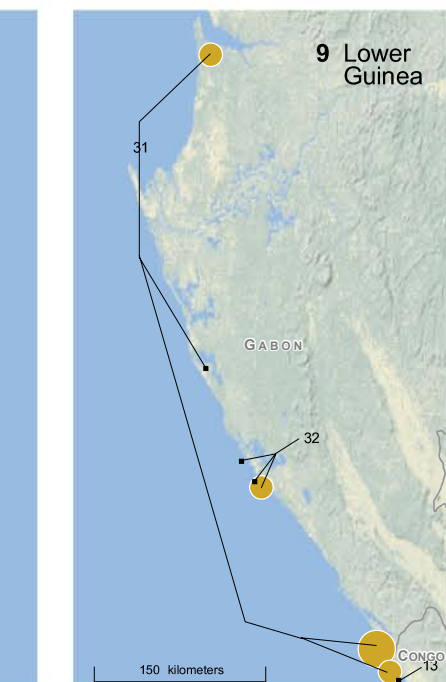 9 Lower
Guinea
31
GABON
32
CONGO
13
150 kilometers